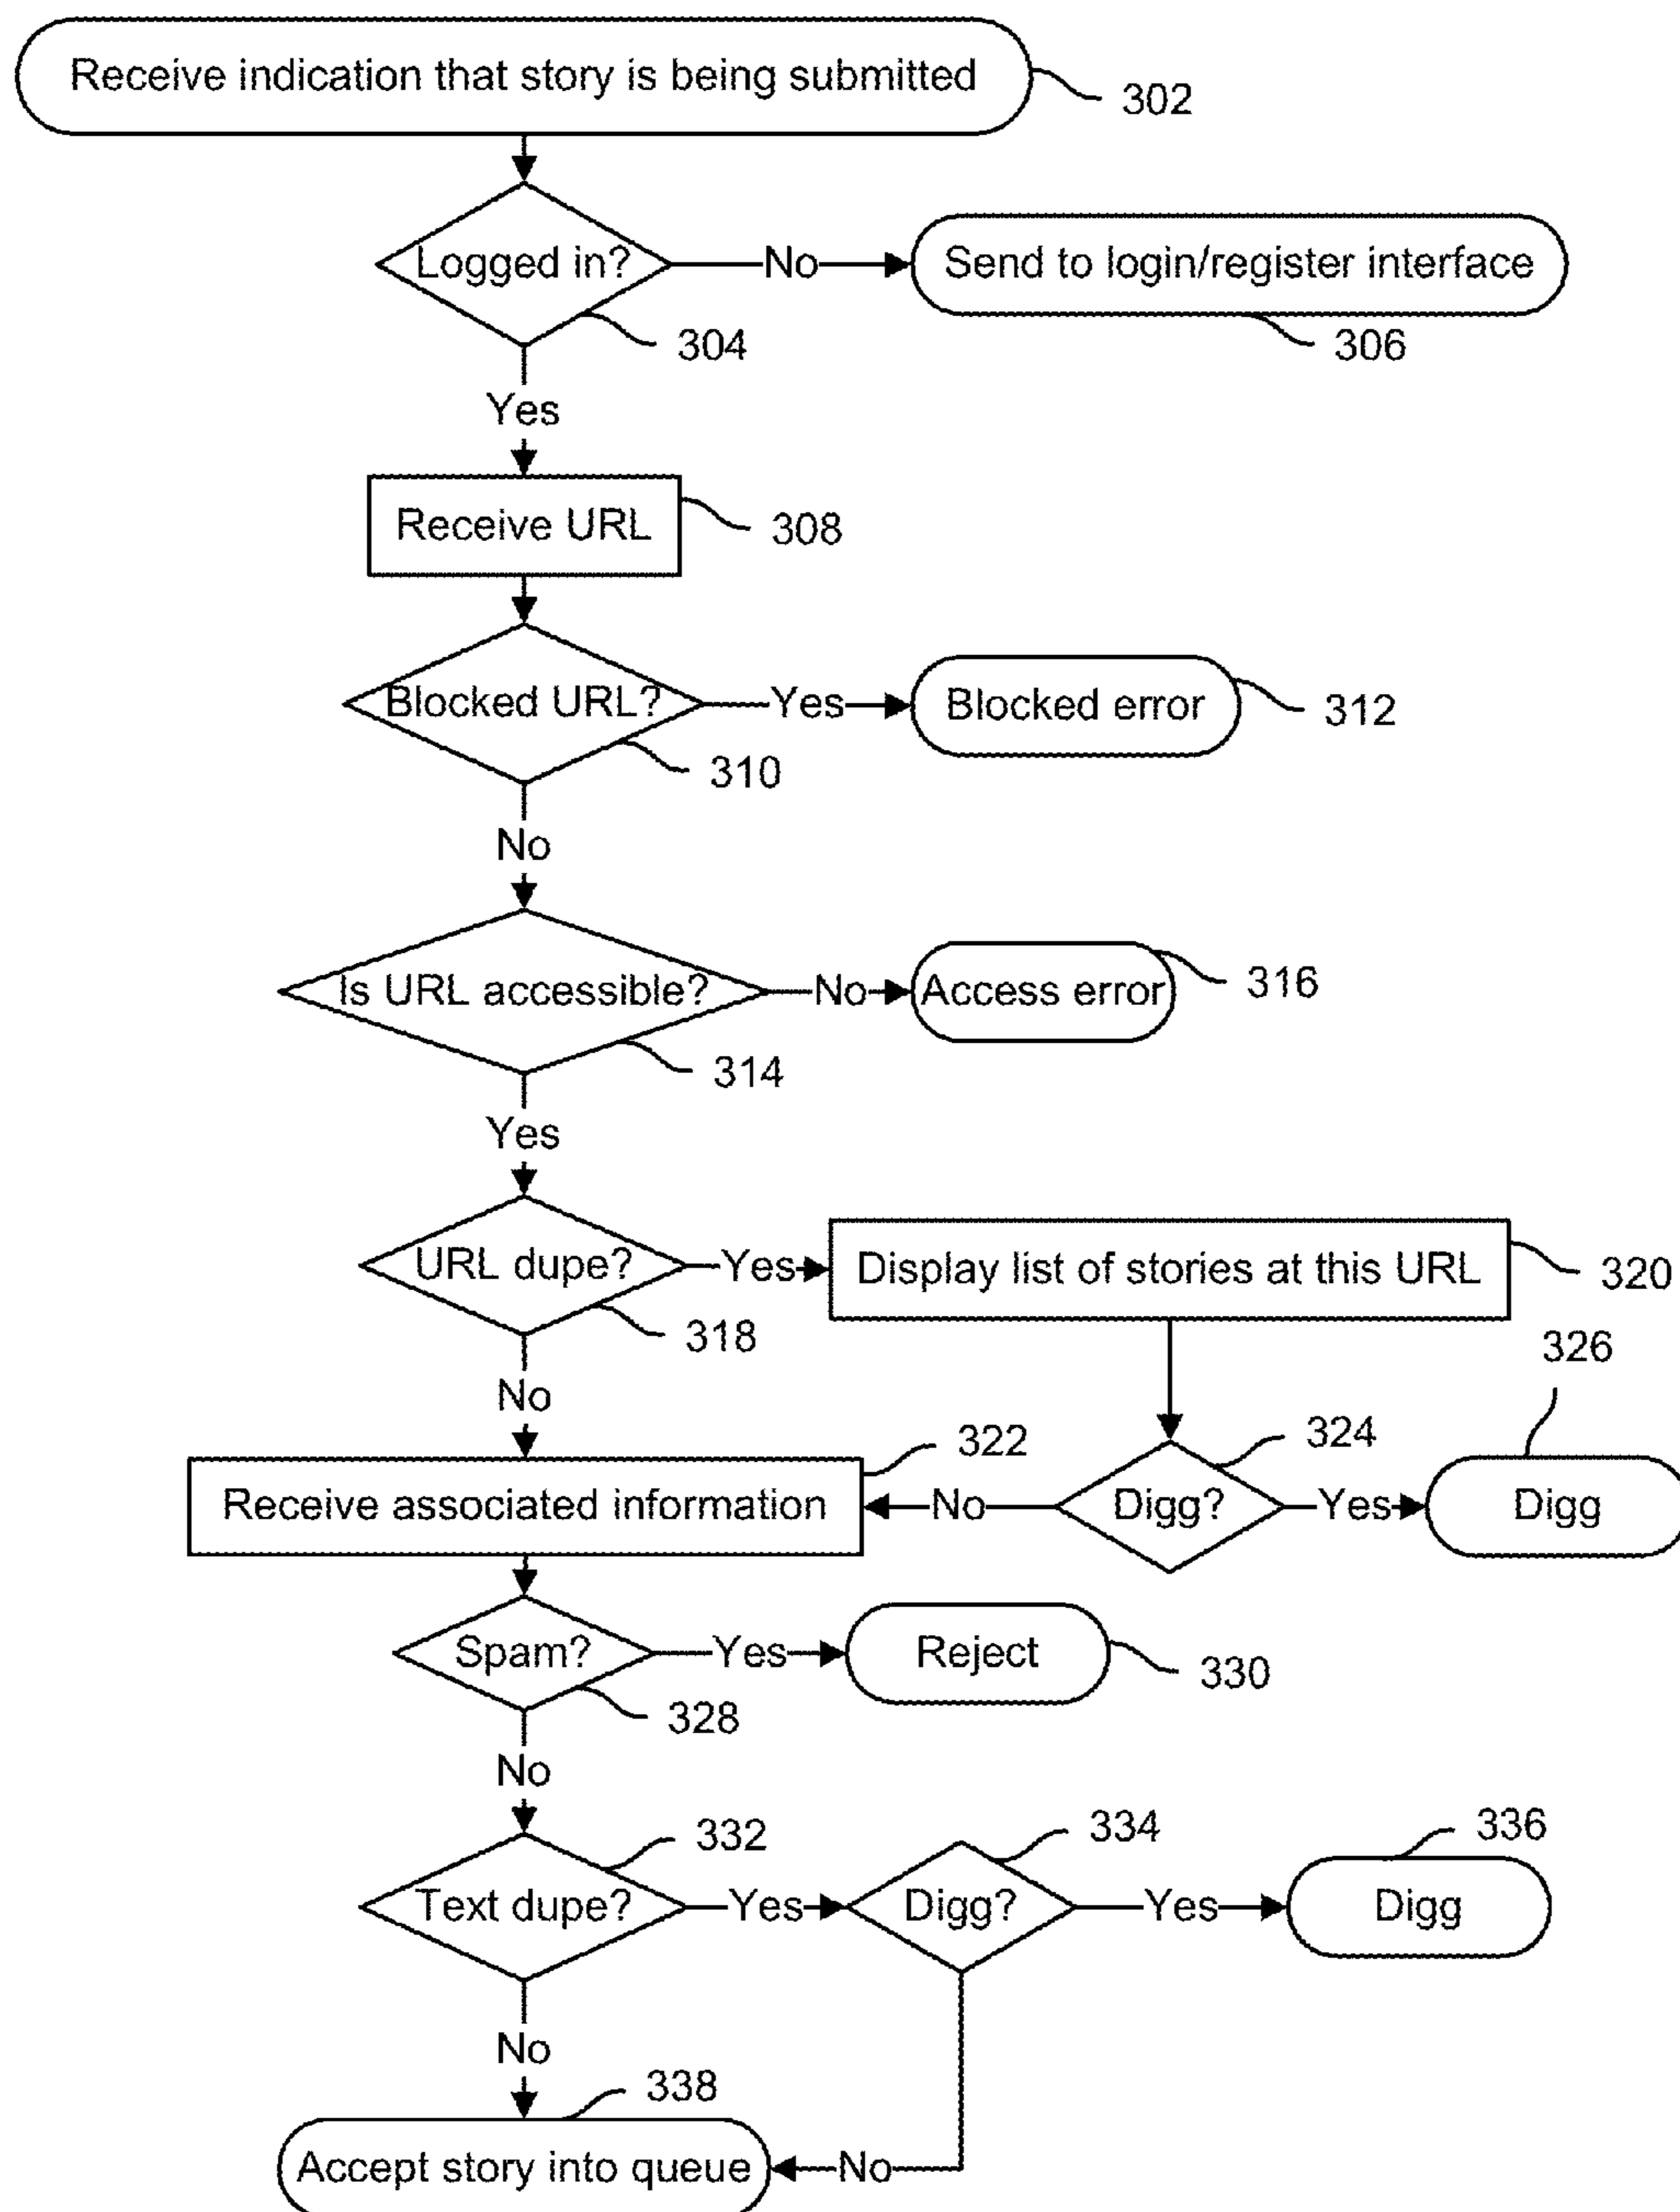 Receive indication that story is being submitted
302
Logged in?
No
Send to login/register interface
304
306
Yes
Receive URL
308
Blocked URL?
Yes
Blocked error
312
310
No
Is URL accessible?
No
Access error
316
314
Yes
URL dupe?
Yes
Display list of stories at this URL
320
318
326
No
322
324
Receive associated information
No
Digg?
Yes
Digg
Spam?
Yes
Reject
330
328
No
332
334
336
Text dupe?
Yes
Digg?
Yes
Digg
No
338
Accept story into queue
No